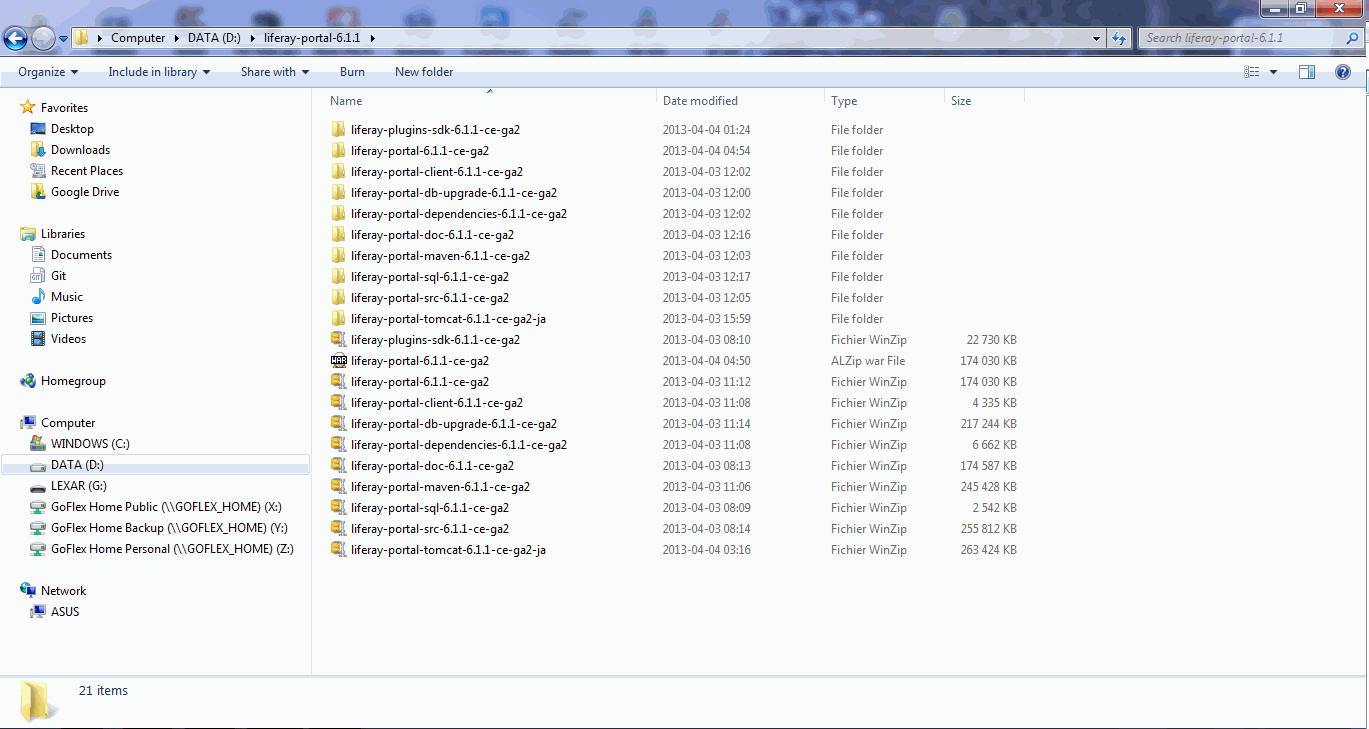 Computer DATA (D:) liferay-portal-6.1.1 Search liferay-portal-6.1.1
Organize Include in library Share with Burn New folder
Favorites
Desktop
Downloads
Recent Places
Google Drive
Libraries
Documents
Git
Music
Pictures
Videos
Homegroup
Computer
WINDOWS (C:)
DATA (D:)
LEXAR (G:)
GoFlex Home Public (\\GOFLEX_HOME) (X:)
GoFlex Home Backup (\\GOFLEX_HOME) (Y:)
GoFlex Home Personal (\\GOFLEX_HOME) (Z:)
Network
ASUS
Name Date modified Type Size
liferay-plugins-sdk-6.1.1-ce-ga2 2013-04-04 01:24 File folder
liferay-portal-6.1.1-ce-ga2 2013-04-04 04:54 File folder
liferay-portal-client-6.1.1-ce-ga2 2013-04-03 12:02 File folder
liferay-portal-db-upgrade-6.1.1-ce-ga2 2013-04-03 12:00 File folder
liferay-portal-dependencies-6.1.1-ce-ga2 2013-04-03 12:02 File folder
liferay-portal-doc-6.1.1-ce-ga2 2013-04-03 12:16 File folder
liferay-portal-maven-6.1.1-ce-ga2 2013-04-03 12:03 File folder
liferay-portal-sql-6.1.1-ce-ga2 2013-04-03 12:17 File folder
liferay-portal-src-6.1.1-ce-ga2 2013-04-03 12:05 File folder
liferay-portal-tomcat-6.1.1-ce-ga2-ja 2013-04-03 15:59 File folder
liferay-plugins-sdk-6.1.1-ce-ga2 2013-04-03 08:10 Fichier WinZip 22 730 KB
liferay-portal-6.1.1-ce-ga2 2013-04-04 04:50 ALZip war File 174 030 KB
liferay-portal-6.1.1-ce-ga2 2013-04-03 11:12 Fichier WinZip 174 030 KB
liferay-portal-client-6.1.1-ce-ga2 2013-04-03 11:08 Fichier WinZip 4 335 KB
liferay-portal-db-upgrade-6.1.1-ce-ga2 2013-04-03 11:14 Fichier WinZip 217 244 KB
liferay-portal-dependencies-6.1.1-ce-ga2 2013-04-03 11:08 Fichier WinZip 6 662 KB
liferay-portal-doc-6.1.1-ce-ga2 2013-04-03 08:13 Fichier WinZip 174 587 KB
liferay-portal-maven-6.1.1-ce-ga2 2013-04-03 11:06 Fichier WinZip 245 428 KB
liferay-portal-sql-6.1.1-ce-ga2 2013-04-03 08:09 Fichier WinZip 2 542 KB
liferay-portal-src-6.1.1-ce-ga2 2013-04-03 08:14 Fichier WinZip 255 812 KB
liferay-portal-tomcat-6.1.1-ce-ga2-ja 2013-04-04 03:16 Fichier WinZip 263 424 KB
21 items